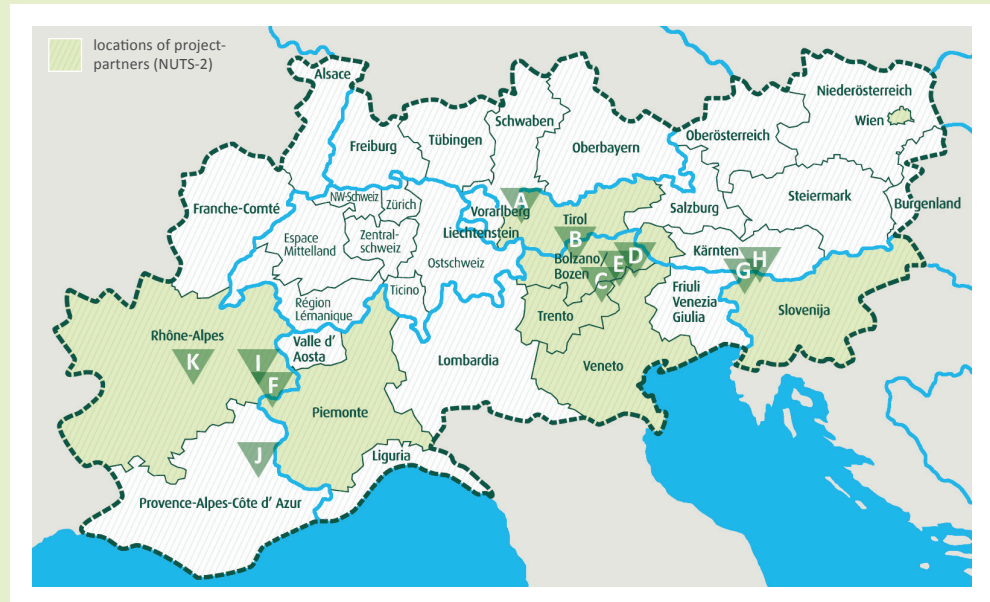 locations of project-
partners (NUTS-2)
Alsace
Niederösterreich
Wien
Schwaben
Tübingen
Freiburg
Oberbayern
Oberösterreich
Steiermark
Burgenland
Franche-Comté
NW-Schweiz
Zürich
Vorarlberg
A
Tirol
Salzburg
Liechtenstein
Espace
Mittelland
Zentral-
schweiz
Ostschweiz
B
Bolzano/
Bozen
C
E
D
Kärnten
G
H
Région
Lémanique
Ticino
Friuli
Venezia
Giulia
Slovenija
Trento
Rhône-Alpes
Valle d'
Aosta
Lombardia
Veneto
K
I
F
Piemonte
J
Liguria
Provence-Alpes-Côte d' Azur